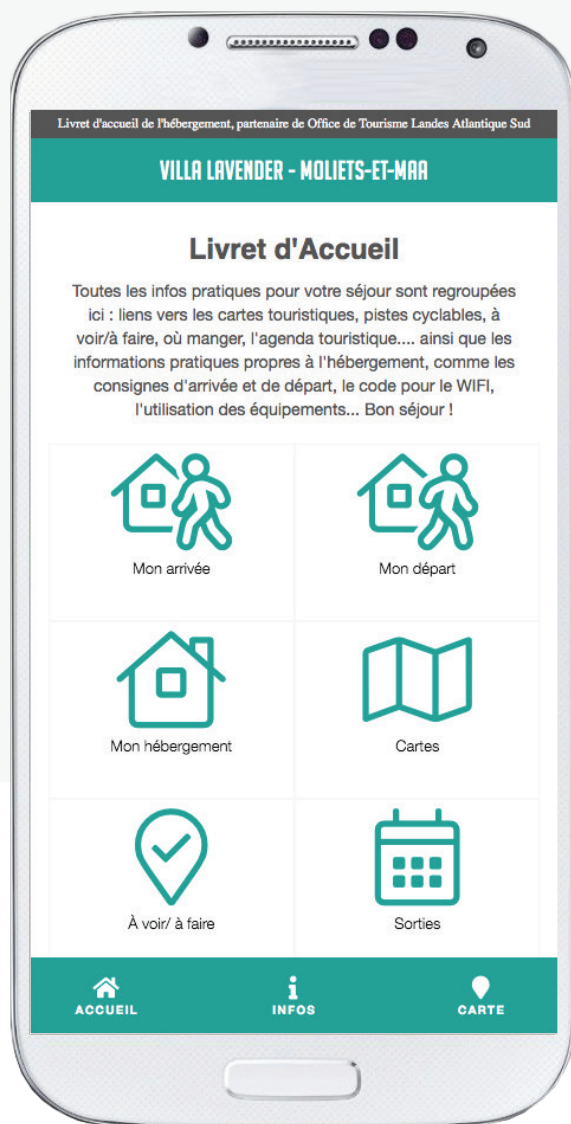 Livret d'accueil de l'hébergement, partenaire de Office de Tourisme Landes Atlantique Sud
VILLA LAVENDER - MOLIETS-ET-MAA
Livret d'Accueil
Toutes les infos pratiques pour votre séjour sont regroupées
ici : liens vers les cartes touristiques, pistes cyclables, à
voir/à faire, où manger, l'agenda touristique.... ainsi que les
informations pratiques propres à l'hébergement, comme les
consignes d'arrivée et de départ, le code pour le WIFI,
l'utilisation des équipements... Bon séjour !
Mon arrivée
Mon départ
Mon hébergement
Cartes
À voir/ à faire
Sorties
ACCUEIL
INFOS
CARTE